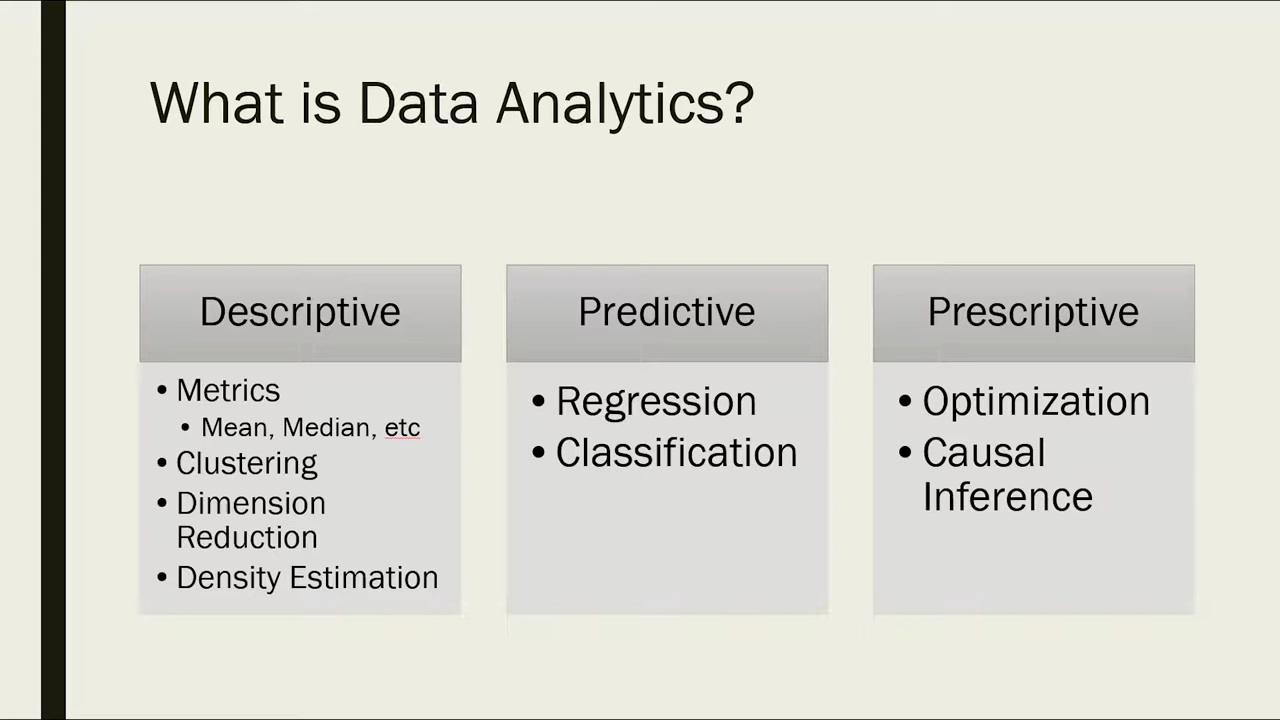 What is Data Analytics?
Descriptive
• Metrics
• Mean, Median, etc
• Clustering
• Dimension
Reduction
• Density Estimation
Predictive
• Regression
• Classification
Prescriptive
• Optimization
• Causal
Inference